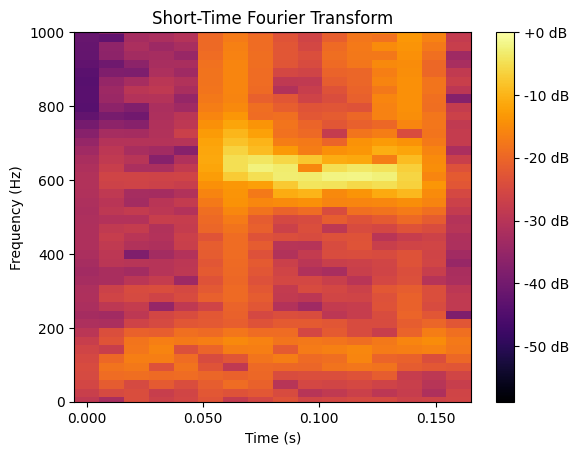 Short-Time Fourier Transform
1000
800
600
400
200
0
Frequency (Hz)
0.000
0.050
0.100
0.150
Time (s)
+0 dB
-10 dB
-20 dB
-30 dB
-40 dB
-50 dB